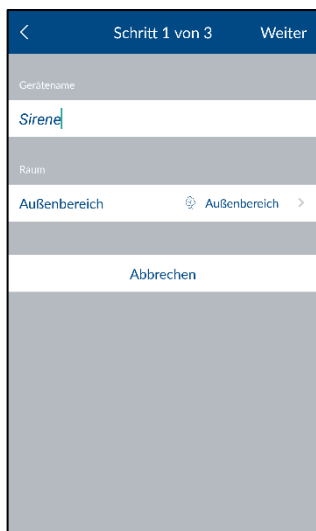 Schritt 1 von 3 Weiter
Gerätename
Sirene
Raum
Außenbereich Außenbereich
Abbrechen